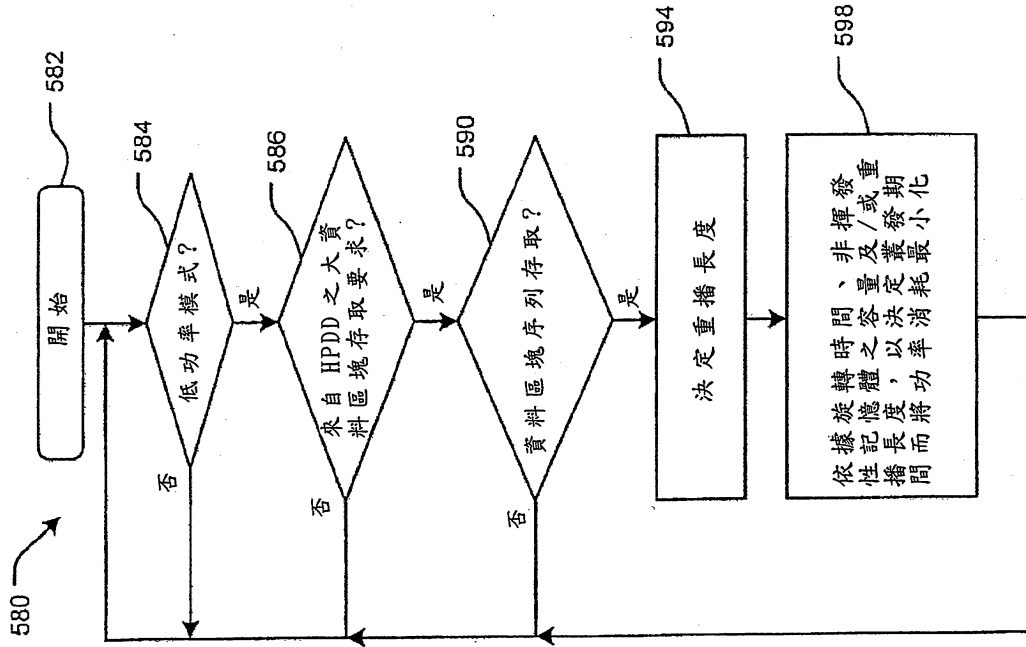 580
開始
582
低功率模式?
584
否
是
來自HPDD之大資
料區塊存取要求?
586
否
是
資料區塊序列存取?
590
否
是
決定重播長度
594
依據旋轉時間、非揮發
性記憶體之容量及/或重
播長度,以決定叢發期
間而將功率消耗最小化
598